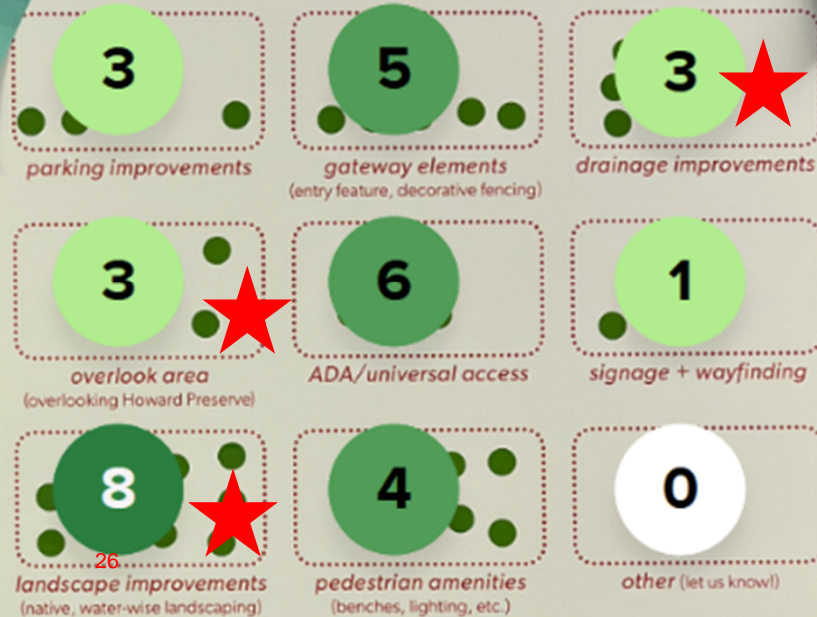 3 5 3
parking improvements gateway elements drainage improvements
(entry feature, decorative fencing)
3 6 1
overlook area ADA/universal access signage + wayfinding
(overlooking Howard Preserve)
8 4 0
26
landscape improvements pedestrian amenities other (let us know!)
(native, water-wise landscaping) (benches, lighting, etc.)